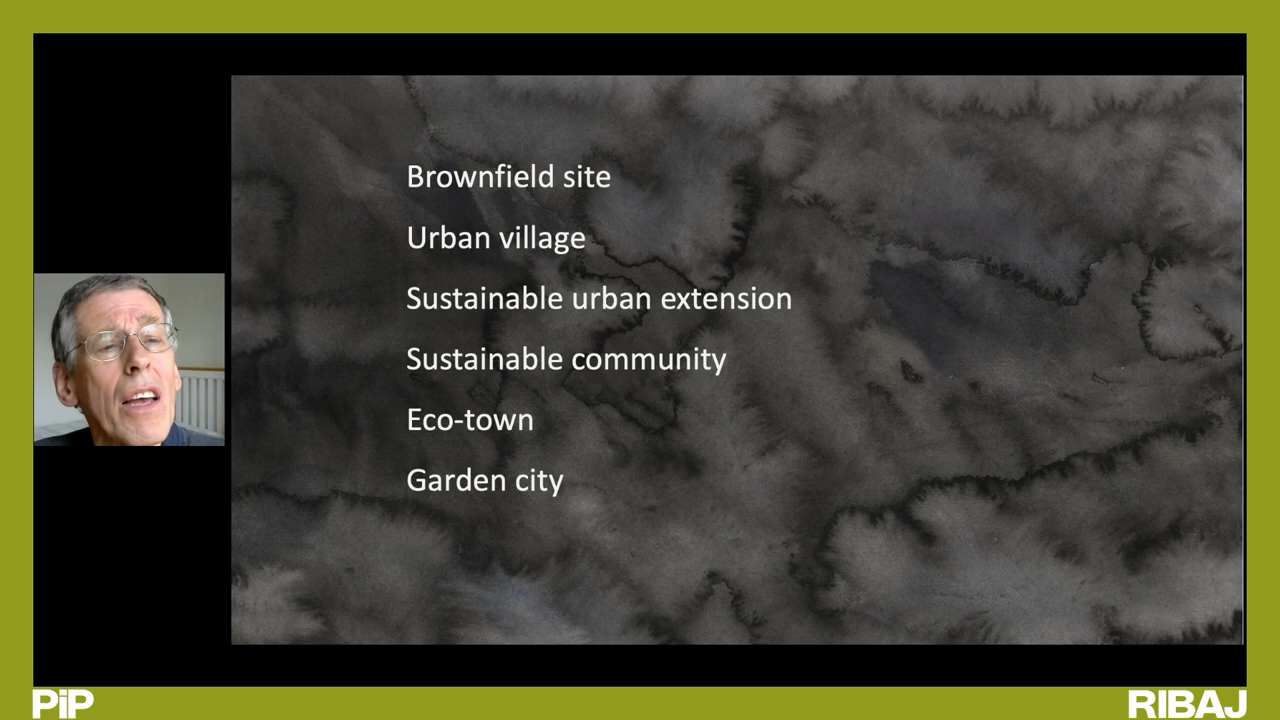 Brownfield site
Urban village
Sustainable urban extension
Sustainable community
Eco-town
Garden city
PiP
RIBAJ